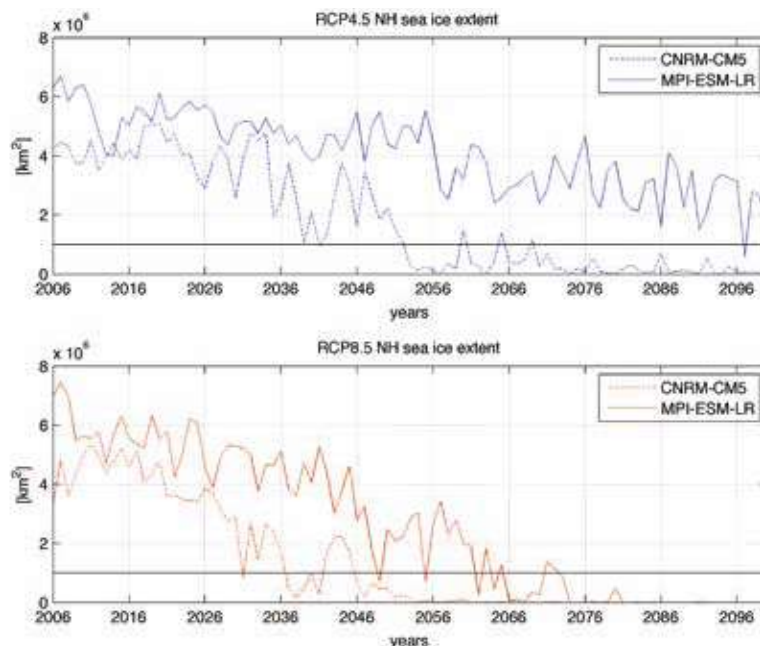 RCP4.5 NH sea ice extent
x 10⁶
8
6
4
2
0
[km²]
CNRM-CM5
MPI-ESM-LR
2006 2016 2026 2036 2046 2056 2066 2076 2086 2096
years
RCP8.5 NH sea ice extent
x 10⁶
8
6
4
2
0
[km²]
CNRM-CM5
MPI-ESM-LR
2006 2016 2026 2036 2046 2056 2066 2076 2086 2096
years